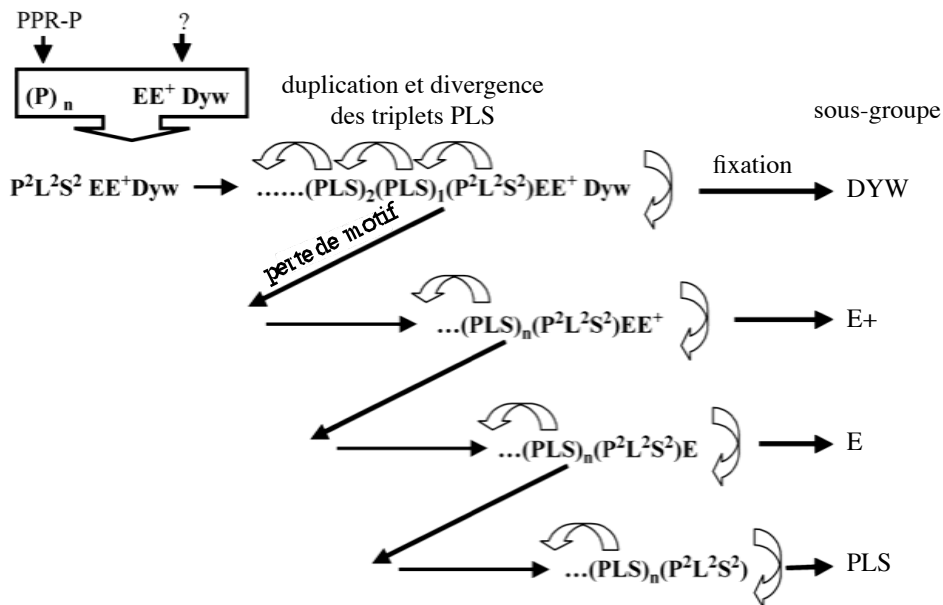 PPR-P ?
(P) n EE+ Dyw
duplication et divergence
des triplets PLS
sous-groupe
P²L²S² EE+Dyw
......(PLS)₂(PLS)₁(P²L²S²)EE+ Dyw
fixation
DYW
perte de motif
...(PLS)ₙ(P²L²S²)EE+
E+
...(PLS)ₙ(P²L²S²)E
E
...(PLS)ₙ(P²L²S²)
PLS